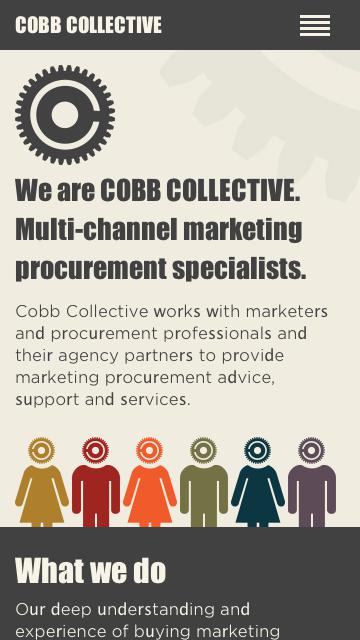 COBB COLLECTIVE
We are COBB COLLECTIVE.
Multi-channel marketing
procurement specialists.
Cobb Collective works with marketers
and procurement professionals and
their agency partners to provide
marketing procurement advice,
support and services.
What we do
Our deep understanding and
experience of buying marketing